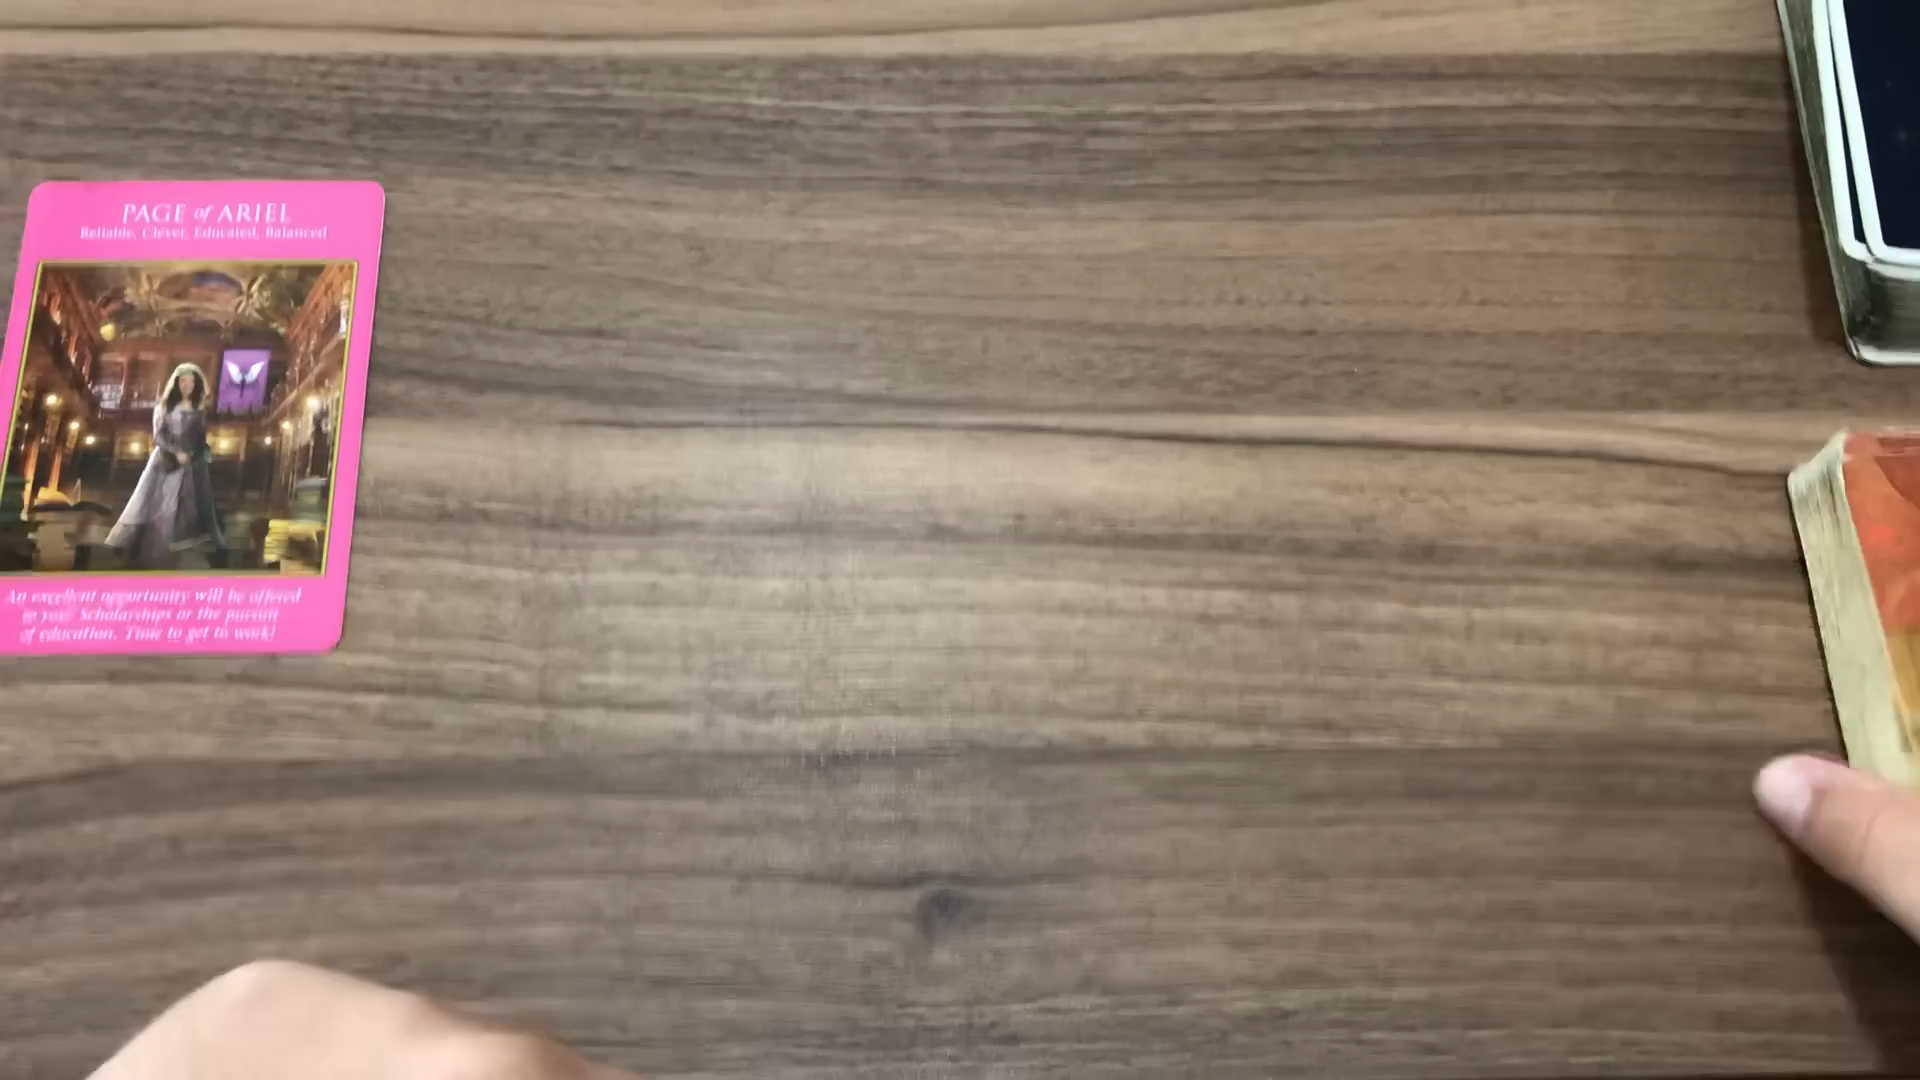 PAGE of ARIEL
Reliable, Clever, Educated, Balanced
An excellent opportunity will be offered
to you! Scholarships or the pursuit
of education. Time to get to work!